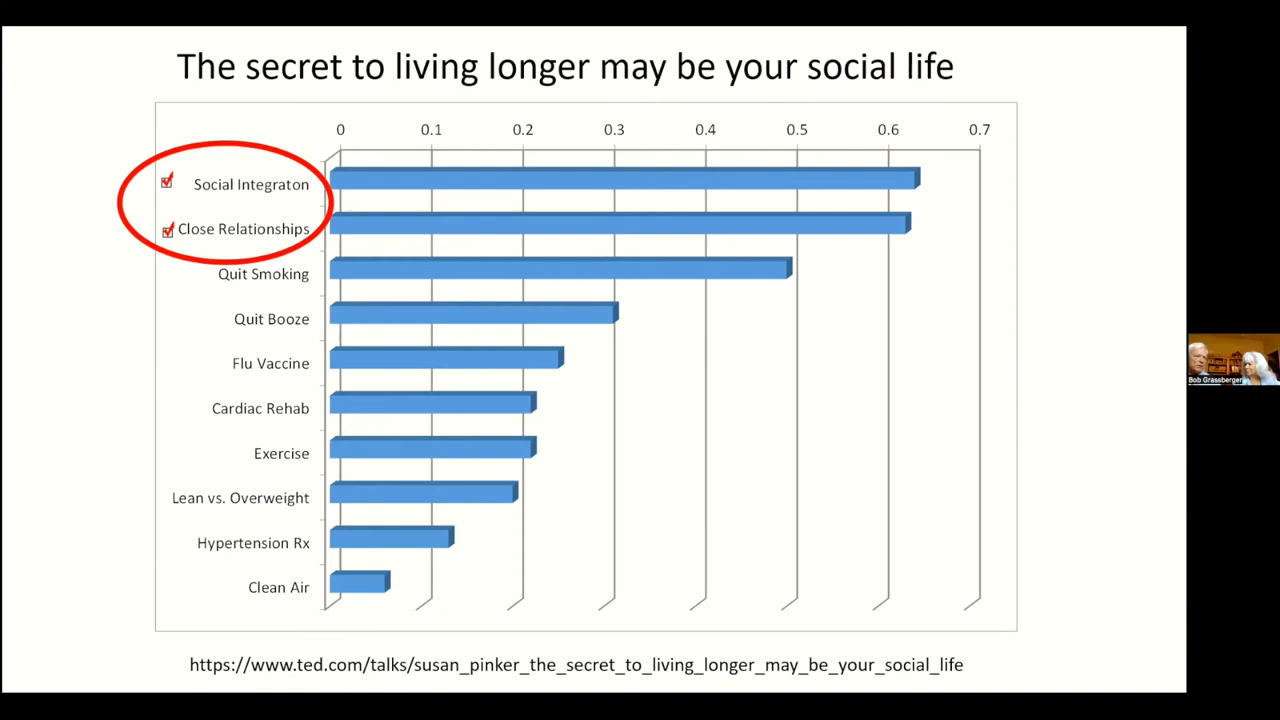 The secret to living longer may be your social life
0 0.1 0.2 0.3 0.4 0.5 0.6 0.7
Social Integraton
Close Relationships
Quit Smoking
Quit Booze
Flu Vaccine
Cardiac Rehab
Exercise
Lean vs. Overweight
Hypertension Rx
Clean Air
https://www.ted.com/talks/susan_pinker_the_secret_to_living_longer_may_be_your_social_life
Bob Grassberger